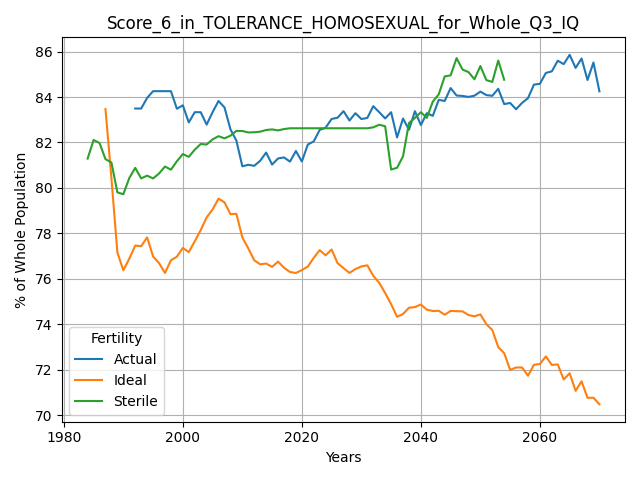 Score_6_in_TOLERANCE_HOMOSEXUAL_for_Whole_Q3_IQ
% of Whole Population
86
84
82
80
78
76
74
72
70
Fertility
Actual
Ideal
Sterile
1980 2000 2020 2040 2060
Years